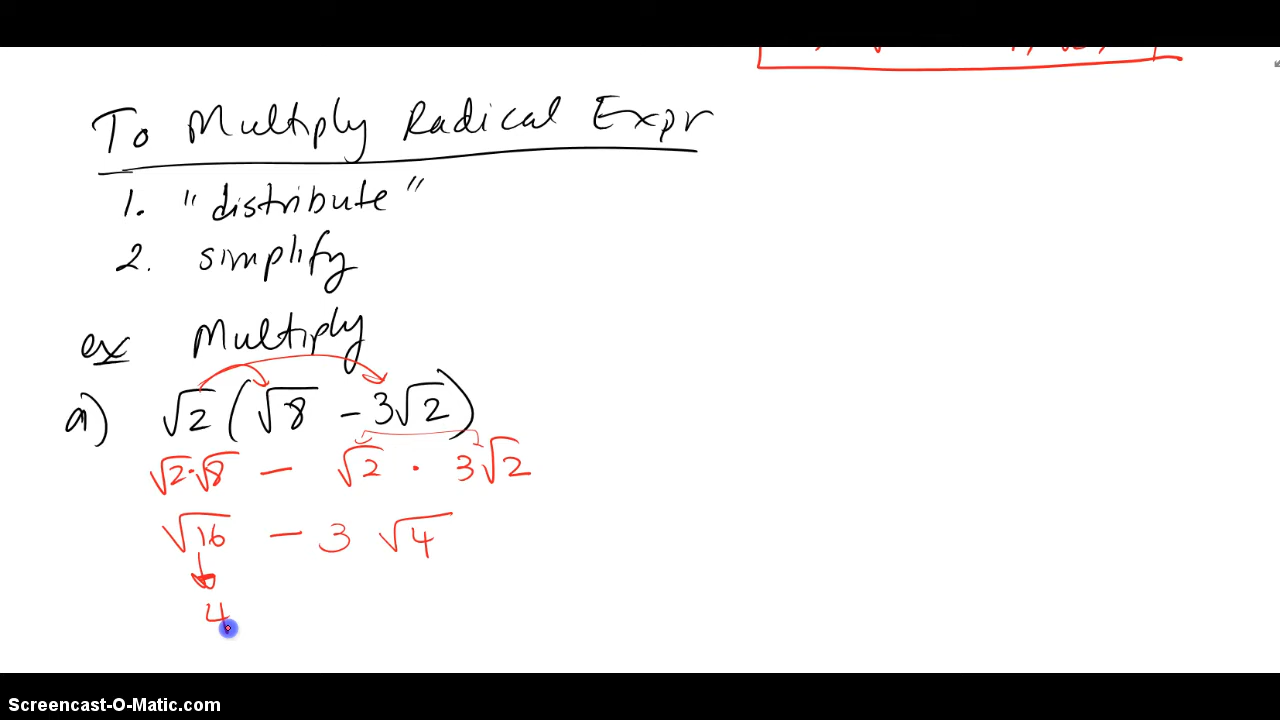 To Multiply Radical Expr
1. "distribute"
2. simplify
ex Multiply
a) √2(√8 - 3√2)
√2·√8 - √2 · 3√2
√16 - 3 √4
4
Screencast-O-Matic.com